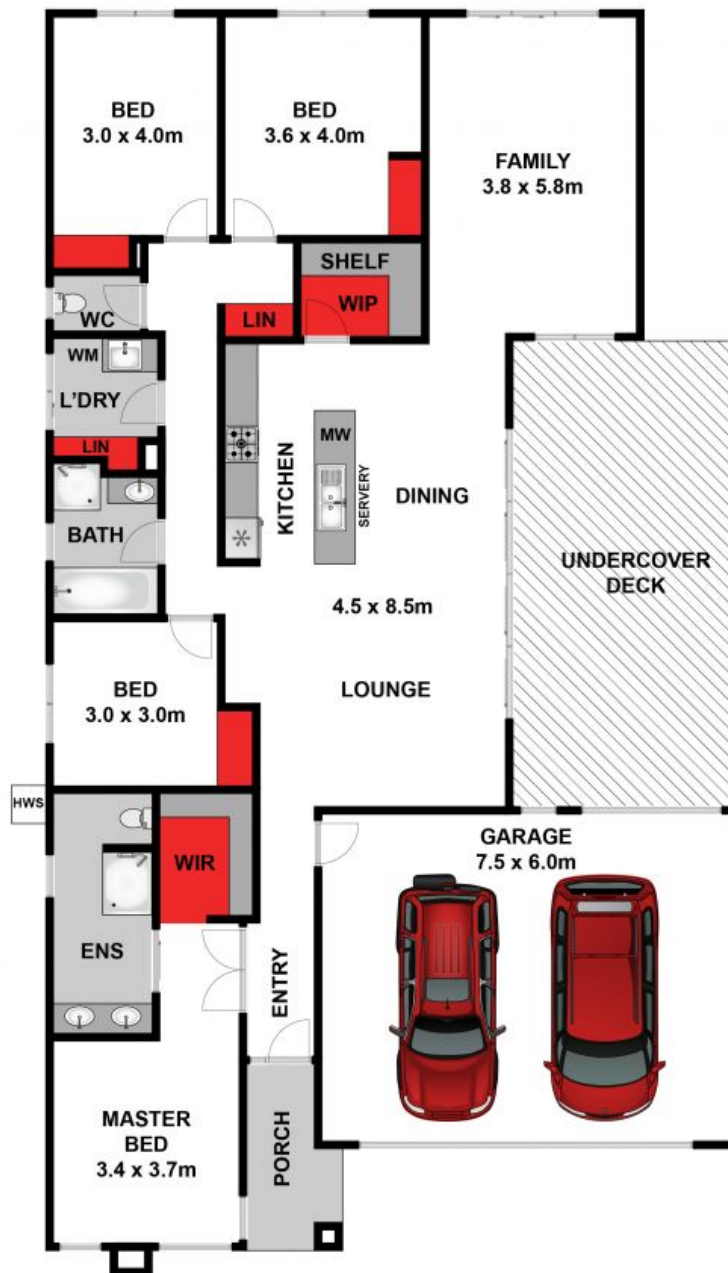 BED
3.0 x 4.0m
BED
3.6 x 4.0m
FAMILY
3.8 x 5.8m
SHELF
WIP
LIN
WC
WM
L'DRY
LIN
BATH
KITCHEN
MW
SERVERY
DINING
4.5 x 8.5m
LOUNGE
UNDERCOVER
DECK
BED
3.0 x 3.0m
HWS
WIR
ENS
ENTRY
GARAGE
7.5 x 6.0m
MASTER
BED
3.4 x 3.7m
PORCH